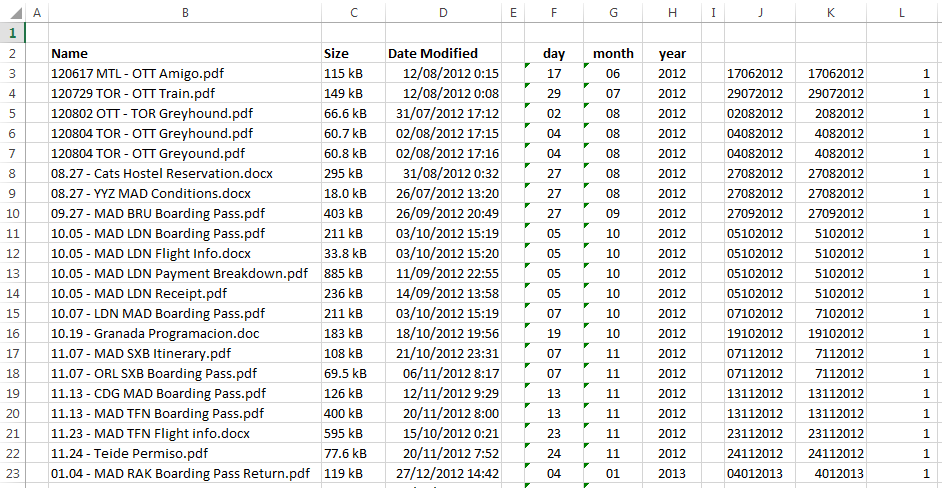 A B C D E F G H I J K L
1
2 Name Size Date Modified day month year
3 120617 MTL - OTT Amigo.pdf 115 kB 12/08/2012 0:15 17 06 2012 17062012 17062012 1
4 120729 TOR - OTT Train.pdf 149 kB 12/08/2012 0:08 29 07 2012 29072012 29072012 1
5 120802 OTT - TOR Greyhound.pdf 66.6 kB 31/07/2012 17:12 02 08 2012 02082012 2082012 1
6 120804 TOR - OTT Greyhound.pdf 60.7 kB 02/08/2012 17:15 04 08 2012 04082012 4082012 1
7 120804 TOR - OTT Greyound.pdf 60.8 kB 02/08/2012 17:16 04 08 2012 04082012 4082012 1
8 08.27 - Cats Hostel Reservation.docx 295 kB 31/08/2012 0:32 27 08 2012 27082012 27082012 1
9 08.27 - YYZ MAD Conditions.docx 18.0 kB 26/07/2012 13:20 27 08 2012 27082012 27082012 1
10 09.27 - MAD BRU Boarding Pass.pdf 403 kB 26/09/2012 20:49 27 09 2012 27092012 27092012 1
11 10.05 - MAD LDN Boarding Pass.pdf 211 kB 03/10/2012 15:19 05 10 2012 05102012 5102012 1
12 10.05 - MAD LDN Flight Info.docx 33.8 kB 03/10/2012 15:20 05 10 2012 05102012 5102012 1
13 10.05 - MAD LDN Payment Breakdown.pdf 885 kB 11/09/2012 22:55 05 10 2012 05102012 5102012 1
14 10.05 - MAD LDN Receipt.pdf 236 kB 14/09/2012 13:58 05 10 2012 05102012 5102012 1
15 10.07 - LDN MAD Boarding Pass.pdf 211 kB 03/10/2012 15:19 07 10 2012 07102012 7102012 1
16 10.19 - Granada Programacion.doc 183 kB 18/10/2012 19:56 19 10 2012 19102012 19102012 1
17 11.07 - MAD SXB Itinerary.pdf 108 kB 21/10/2012 23:31 07 11 2012 07112012 7112012 1
18 11.07 - ORL SXB Boarding Pass.pdf 69.5 kB 06/11/2012 8:17 07 11 2012 07112012 7112012 1
19 11.13 - CDG MAD Boarding Pass.pdf 126 kB 12/11/2012 9:29 13 11 2012 13112012 13112012 1
20 11.13 - MAD TFN Boarding Pass.pdf 400 kB 20/11/2012 8:00 13 11 2012 13112012 13112012 1
21 11.23 - MAD TFN Flight info.docx 595 kB 15/10/2012 0:21 23 11 2012 23112012 23112012 1
22 11.24 - Teide Permiso.pdf 77.6 kB 20/11/2012 7:52 24 11 2012 24112012 24112012 1
23 01.04 - MAD RAK Boarding Pass Return.pdf 119 kB 27/12/2012 14:42 04 01 2013 04012013 4012013 1